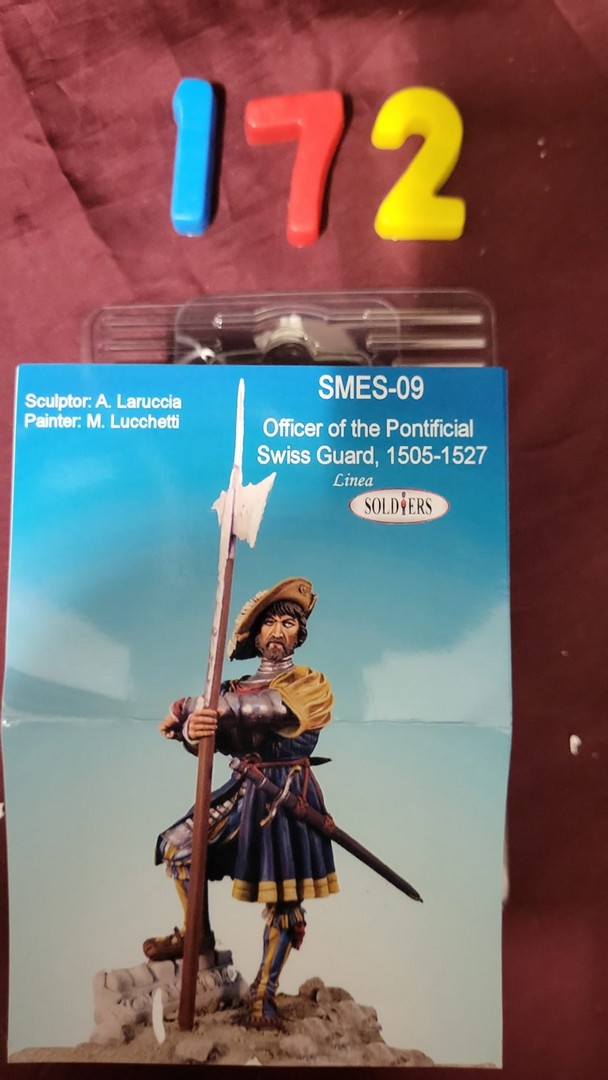 172
SMES-09
Sculptor: A. Laruccia
Painter: M. Lucchetti
Officer of the Pontificial
Swiss Guard, 1505-1527
Linea
SOLDIERS